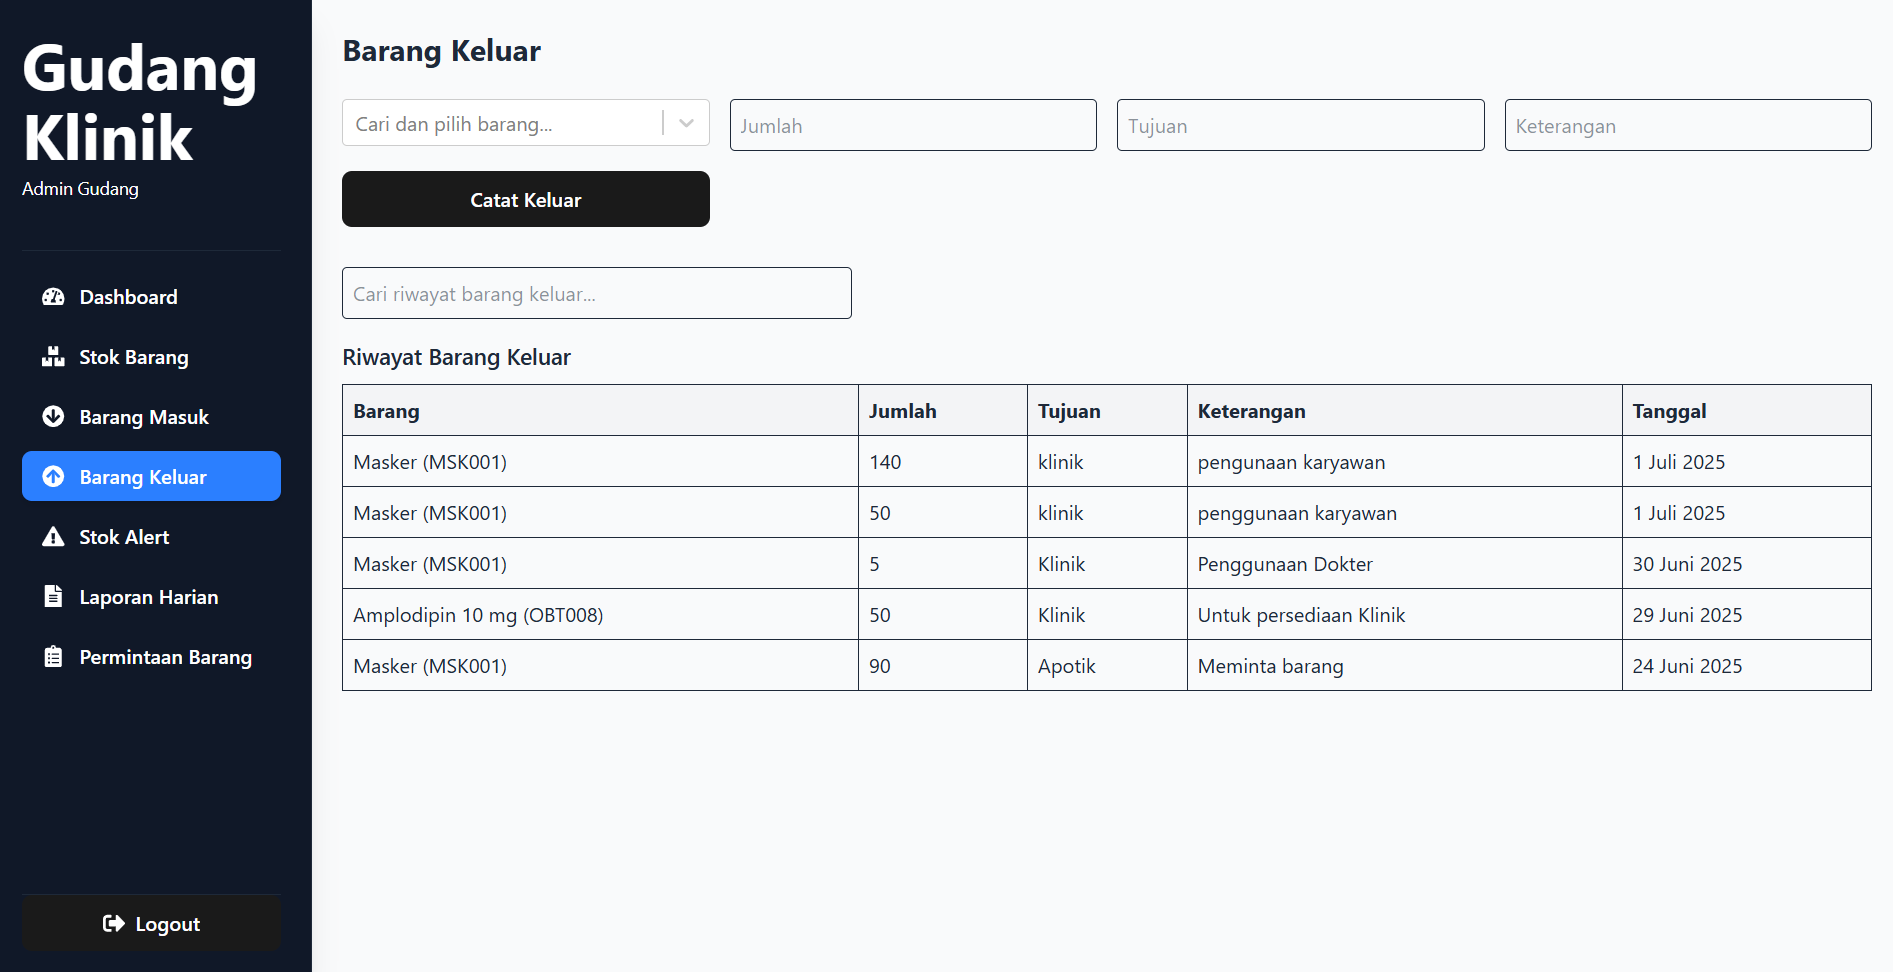 Gudang
Klinik
Admin Gudang
Dashboard
Stok Barang
Barang Masuk
Barang Keluar
Stok Alert
Laporan Harian
Permintaan Barang
Logout
Barang Keluar
Cari dan pilih barang...
Jumlah
Tujuan
Keterangan
Catat Keluar
Cari riwayat barang keluar...
Riwayat Barang Keluar
Barang Jumlah Tujuan Keterangan Tanggal
Masker (MSK001) 140 klinik pengunaan karyawan 1 Juli 2025
Masker (MSK001) 50 klinik penggunaan karyawan 1 Juli 2025
Masker (MSK001) 5 Klinik Penggunaan Dokter 30 Juni 2025
Amplodipin 10 mg (OBT008) 50 Klinik Untuk persediaan Klinik 29 Juni 2025
Masker (MSK001) 90 Apotik Meminta barang 24 Juni 2025